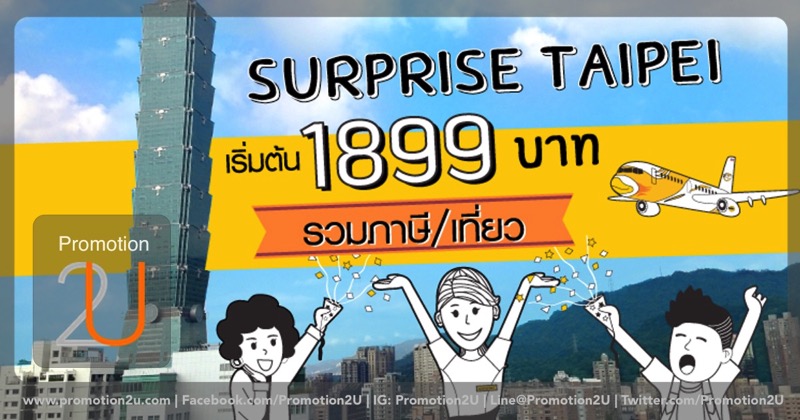 SURPRISE TAIPEI
เริ่มต้น 1899 บาท
รวมภาษี/เที่ยว
Promotion
2U
www.promotion2u.com | Facebook.com/Promotion2U | IG: Promotion2U | Line@Promotion2U | Twitter.com/Promotion2U